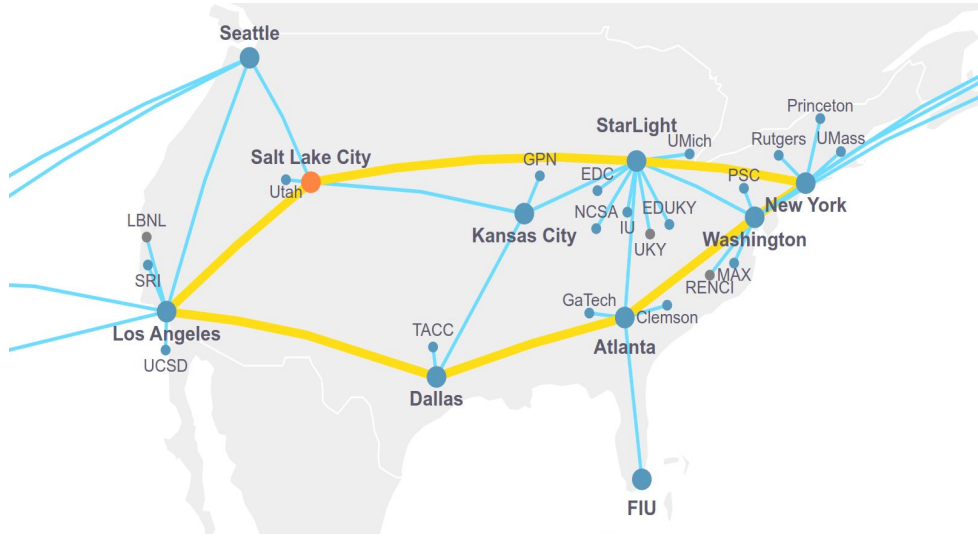 Seattle
Princeton
StarLight
UMich
Rutgers
UMass
Salt Lake City
GPN
EDC
PSC
Utah
New York
LBNL
NCSA
EDUKY
IU
Kansas City
UKY
Washington
SRI
MAX
RENCI
GaTech
Clemson
Los Angeles
TACC
Atlanta
UCSD
Dallas
FIU